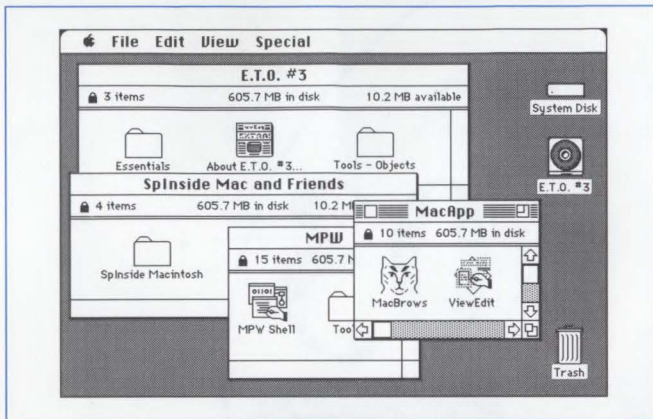 File Edit View Special
E.T.O. #3
3 items 605.7 MB in disk 10.2 MB available
Essentials About E.T.O. #3... Tools - Objects
System Disk
E.T.O. #3
SpInside Mac and Friends
4 items 605.7 MB in disk 10.2 M
SpInside Macintosh
MPW
15 items 605.7 M
MPW Shell Too
MacApp
10 items 605.7 MB in disk
MacBrows ViewEdit
Trash
EXTRA!
01101